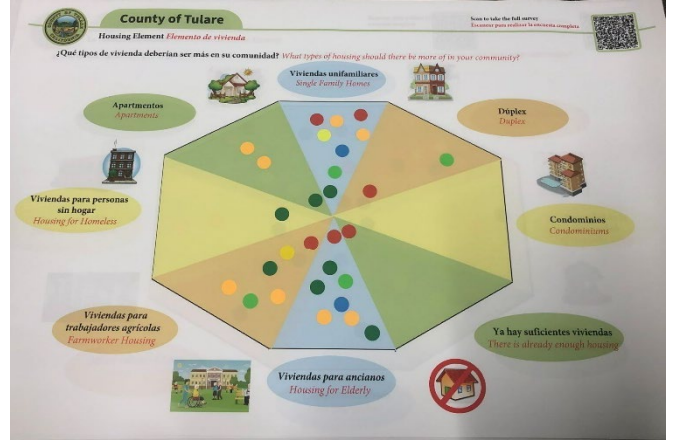 County of Tulare
Housing Element Elemento de vivienda
Scan to take the full survey
Escanear para realizar la encuesta completa
¿Qué tipos de vivienda deberían ser más en su comunidad? What types of housing should there be more of in your community?
Viviendas unifamiliares
Single Family Homes
Apartmentos
Apartments
Dúplex
Duplex
Viviendas para personas
sin hogar
Housing for Homeless
Condominios
Condominiums
Viviendas para
trabajadores agrícolas
Farmworker Housing
Ya hay suficientes viviendas
There is already enough housing
Viviendas para ancianos
Housing for Elderly